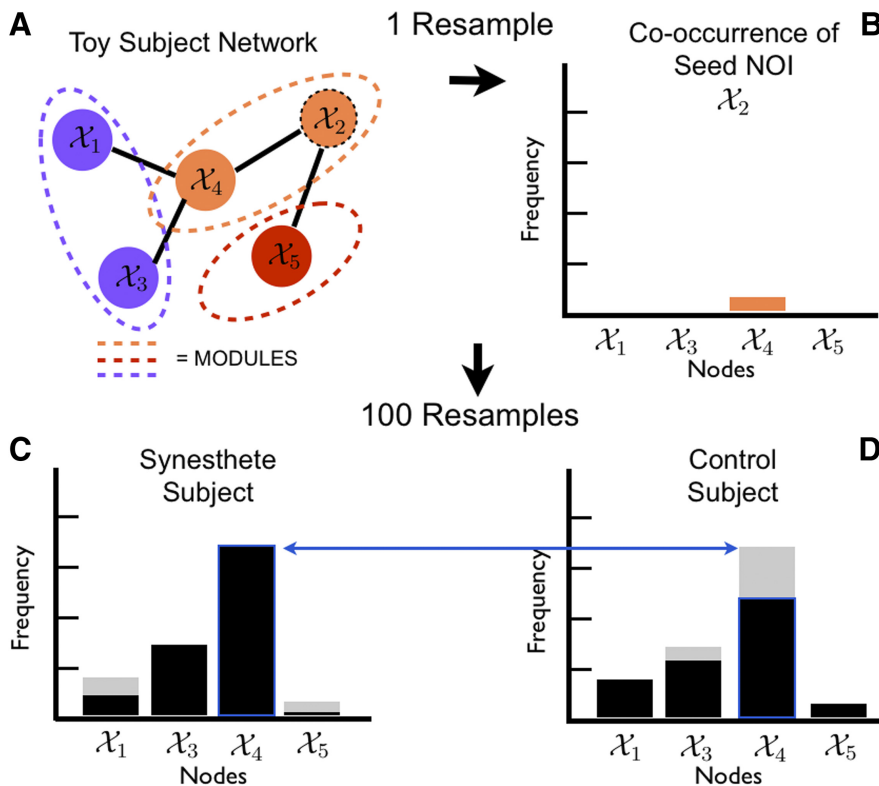 A
Toy Subject Network
X1
X2
X4
X3
X5
= MODULES
1 Resample
B
Co-occurrence of
Seed NOI
X2
Frequency
X1 X3 X4 X5
Nodes
100 Resamples
C
Synesthete
Subject
Frequency
X1 X3 X4 X5
Nodes
D
Control
Subject
Frequency
X1 X3 X4 X5
Nodes